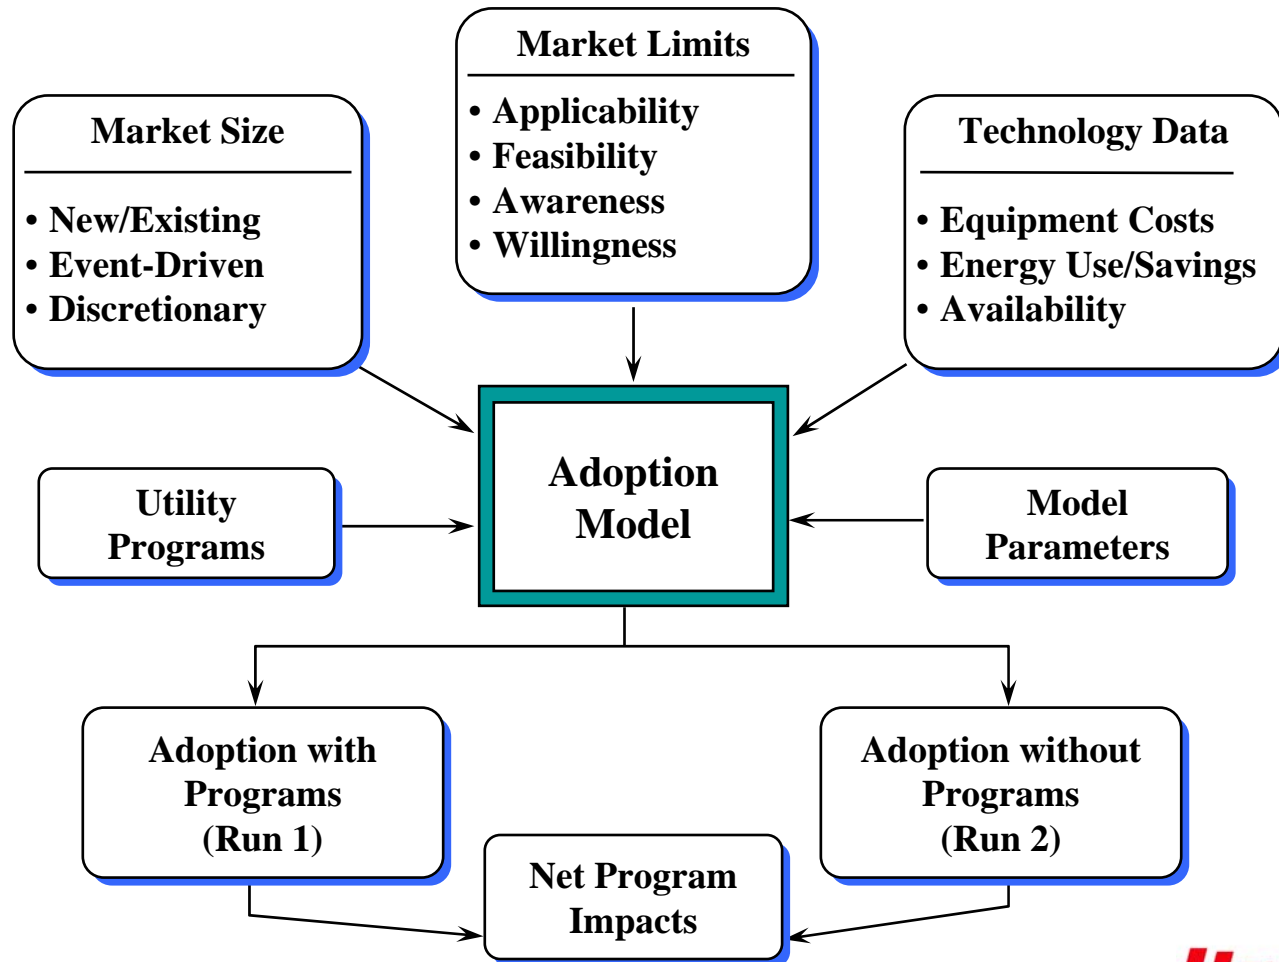 Market Limits
• Applicability
• Feasibility
• Awareness
• Willingness
Market Size
• New/Existing
• Event-Driven
• Discretionary
Technology Data
• Equipment Costs
• Energy Use/Savings
• Availability
Utility
Programs
Adoption
Model
Model
Parameters
Adoption with
Programs
(Run 1)
Adoption without
Programs
(Run 2)
Net Program
Impacts